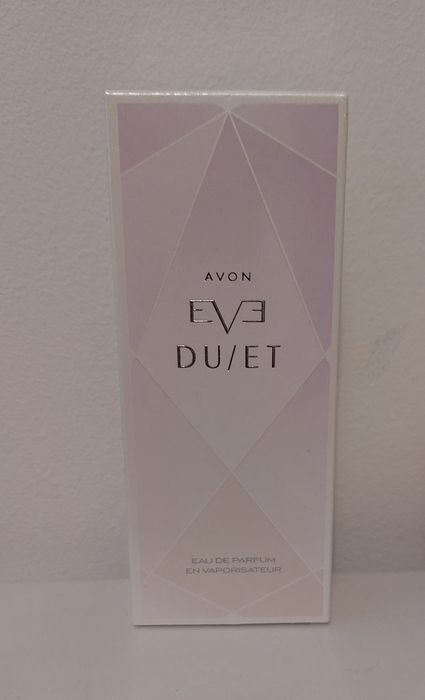 AVON
EVE
DU/ET
EAU DE PARFUM
EN VAPORISATEUR